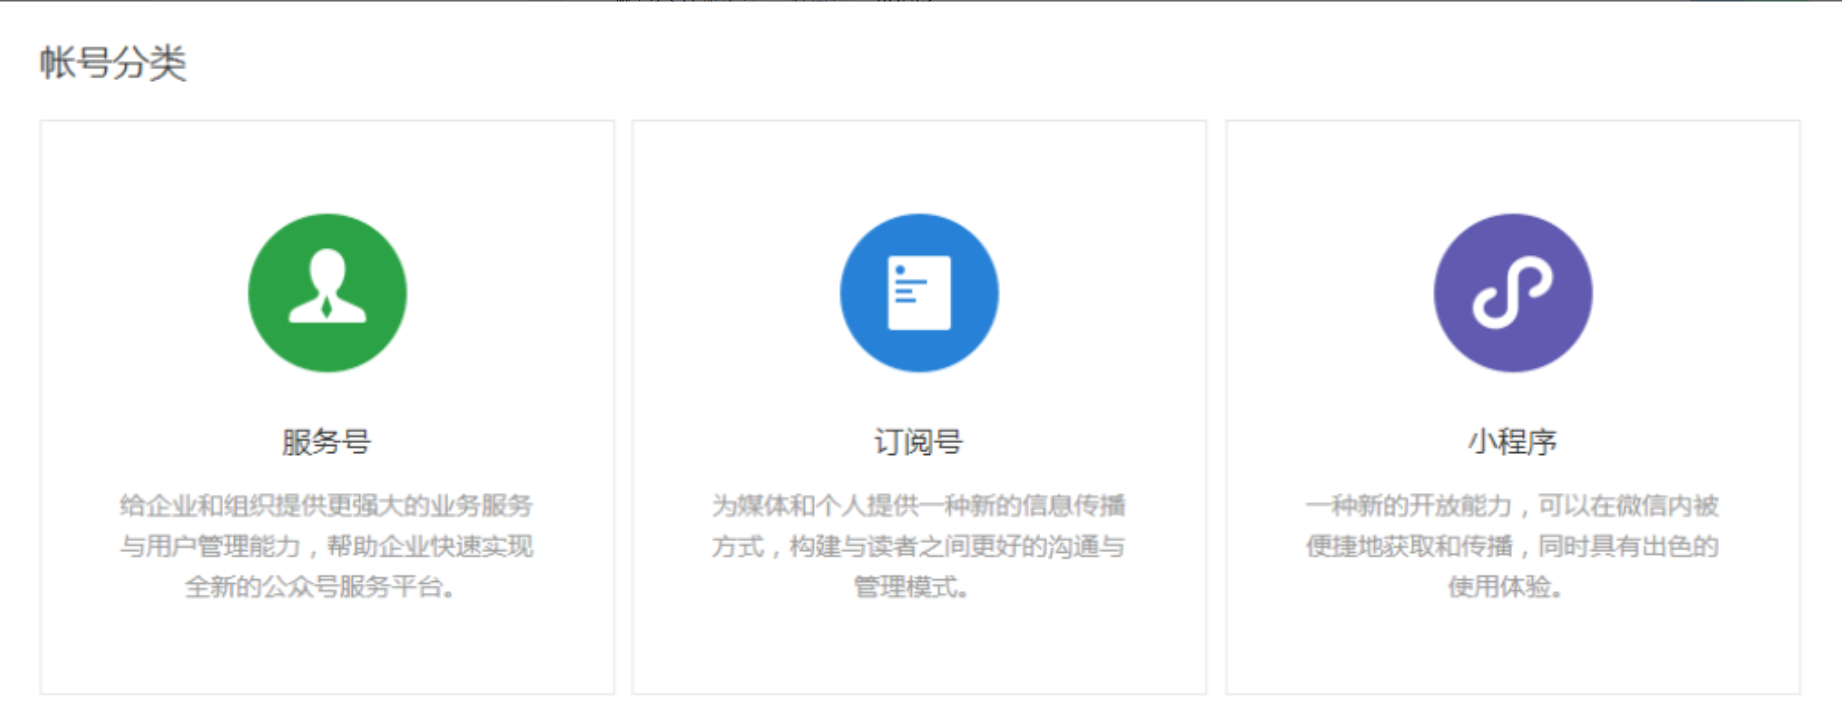 帐号分类
服务号
给企业和组织提供更强大的业务服务
与用户管理能力，帮助企业快速实现
全新的公众号服务平台。
订阅号
为媒体和个人提供一种新的信息传播
方式，构建与读者之间更好的沟通与
管理模式。
小程序
一种新的开放能力，可以在微信内被
便捷地获取和传播，同时具有出色的
使用体验。